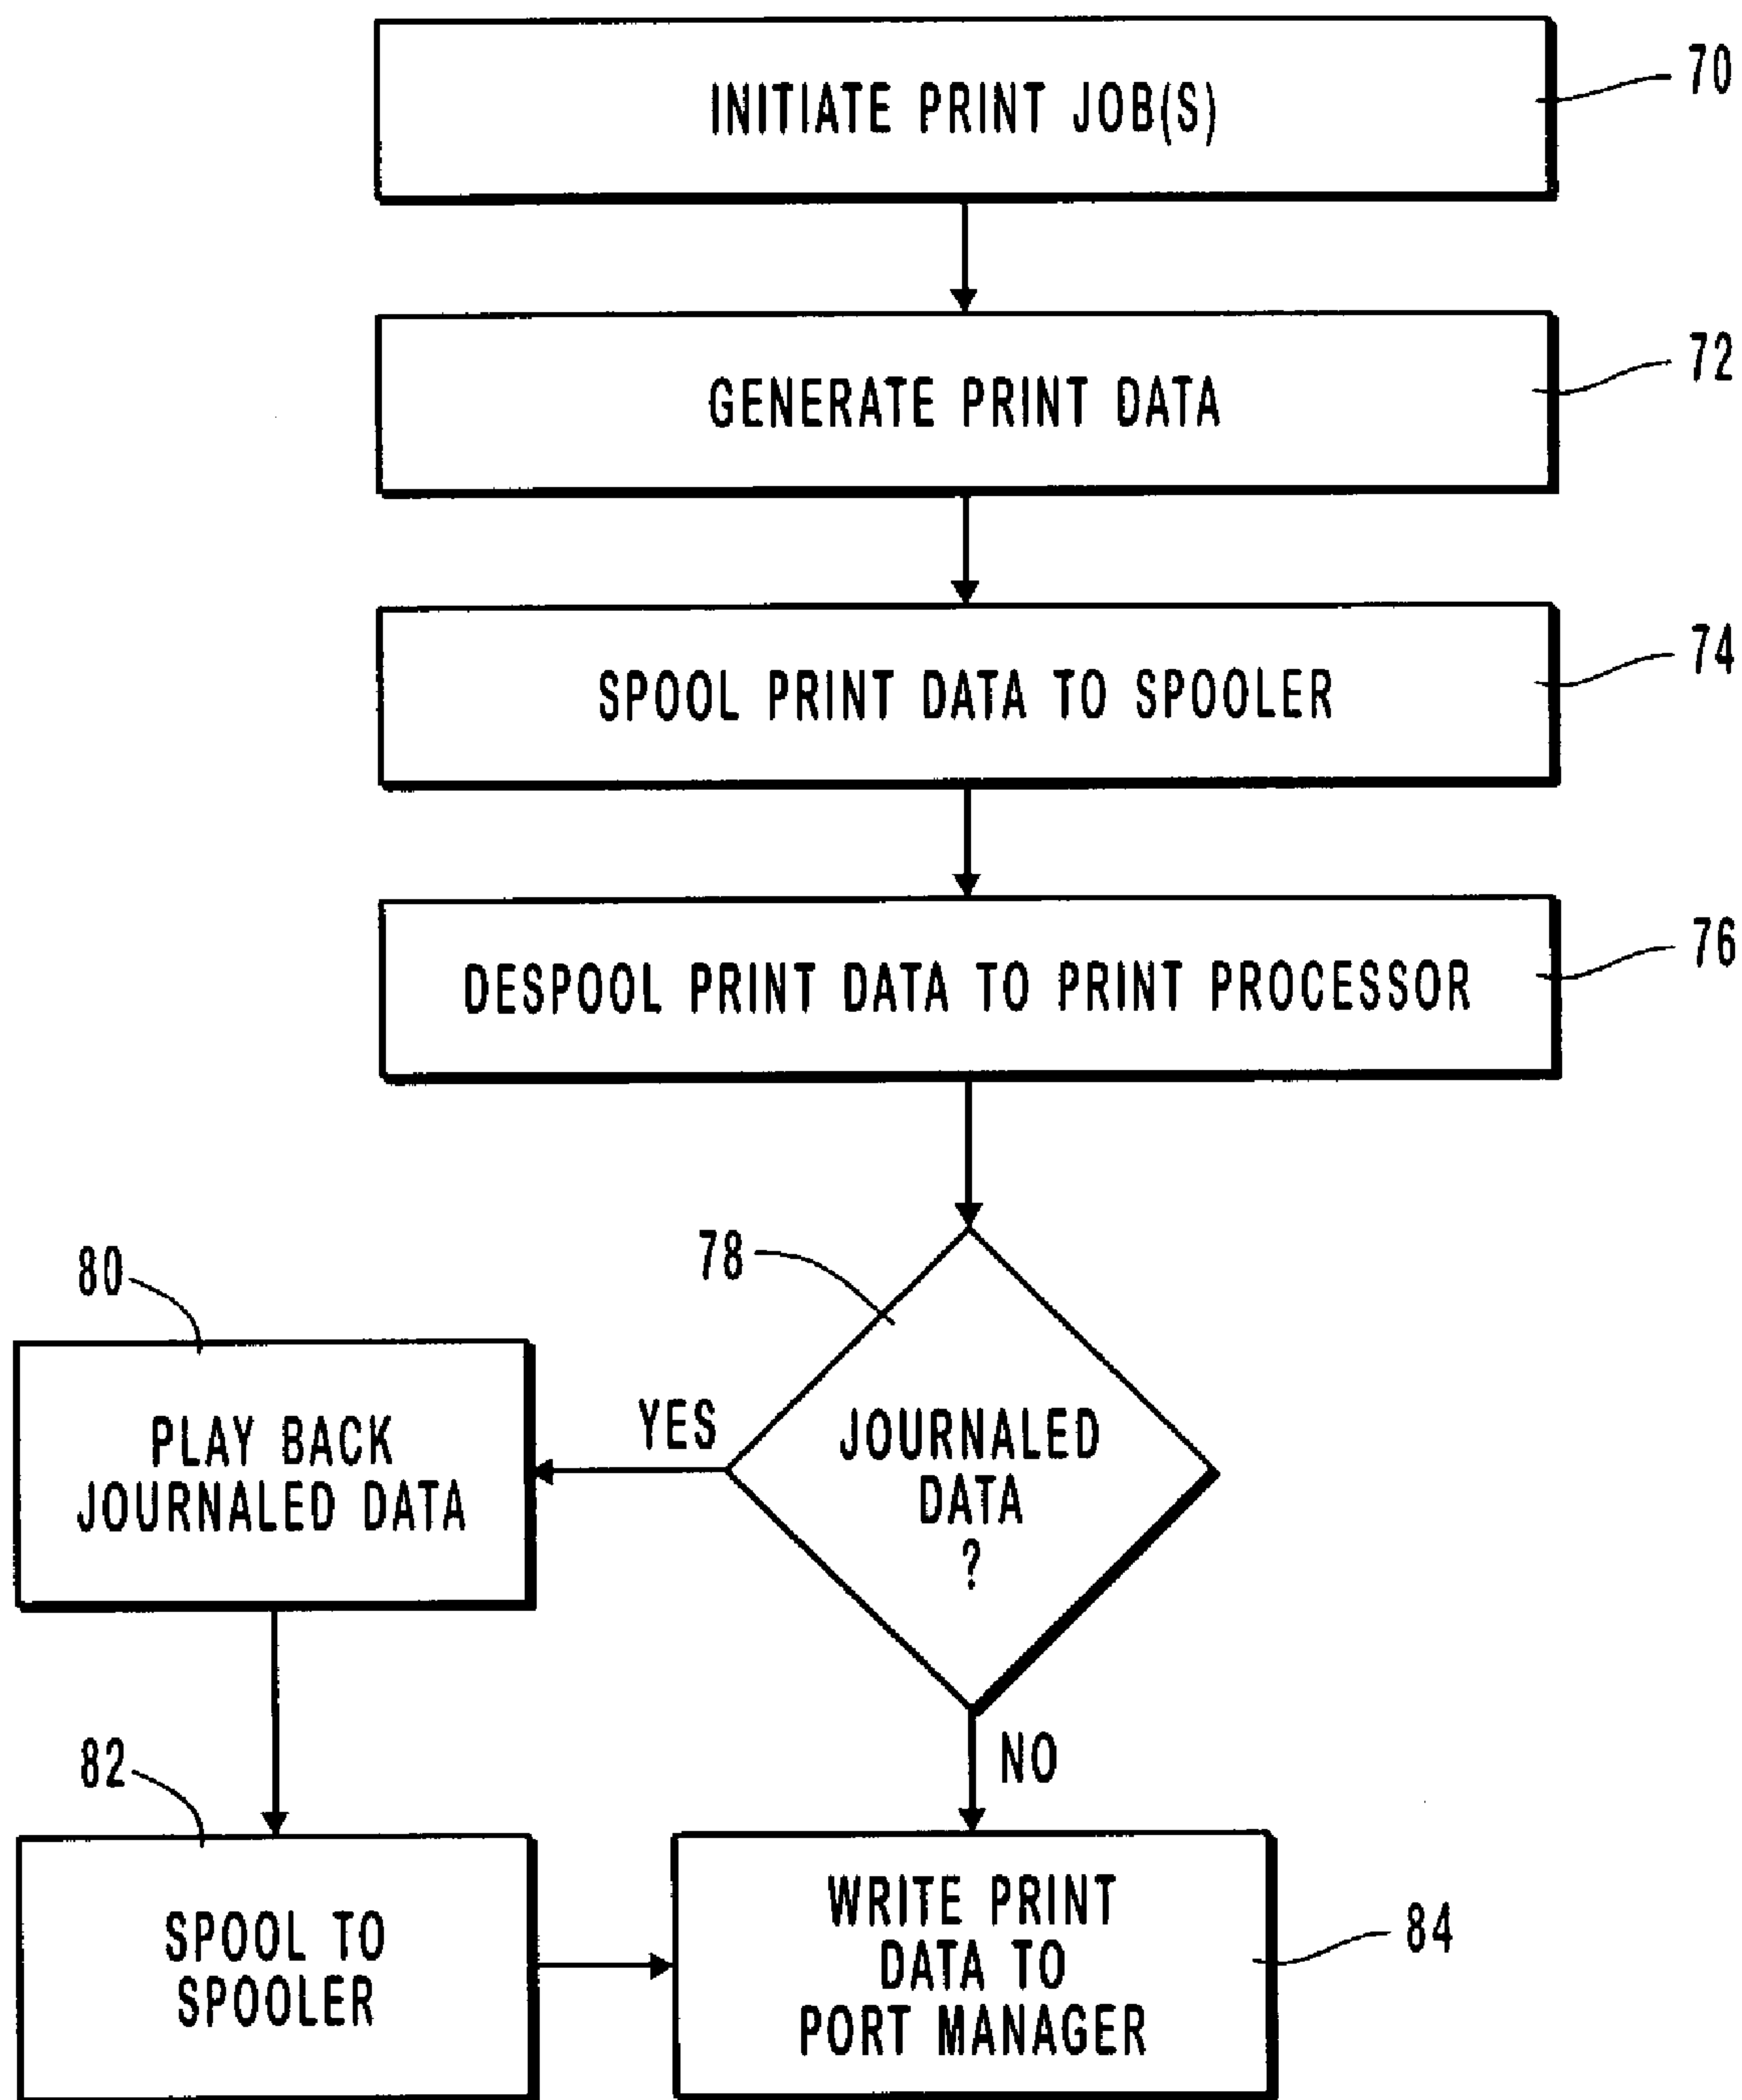 INITIATE PRINT JOB(S)
70
GENERATE PRINT DATA
72
SPOOL PRINT DATA TO SPOOLER
74
DESPOOL PRINT DATA TO PRINT PROCESSOR
76
78
JOURNALED
DATA
?
YES
NO
80
PLAY BACK
JOURNALED DATA
82
SPOOL TO
SPOOLER
WRITE PRINT
DATA TO
PORT MANAGER
84